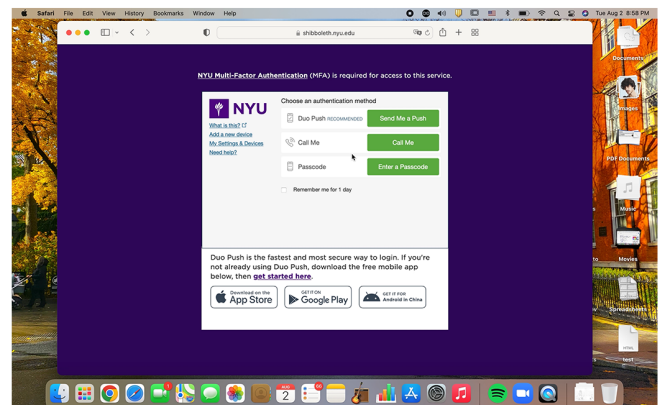 Safari File Edit View History Bookmarks Window Help
Tue Aug 2 8:58 PM
shibboleth.nyu.edu
NYU Multi-Factor Authentication (MFA) is required for access to this service.
NYU
What is this?
Add a new device
My Settings & Devices
Need help?
Choose an authentication method
Duo Push RECOMMENDED Send Me a Push
Call Me Call Me
Passcode Enter a Passcode
Remember me for 1 day
Duo Push is the fastest and most secure way to login. If you're
not already using Duo Push, download the free mobile app
below, then get started here.
Download on the
App Store
GET IT ON
Google Play
GET IT FOR
Android in China
Documents
Images
PDF Documents
Music
Movies
Spreadsheets
HTML
test
AUG
2